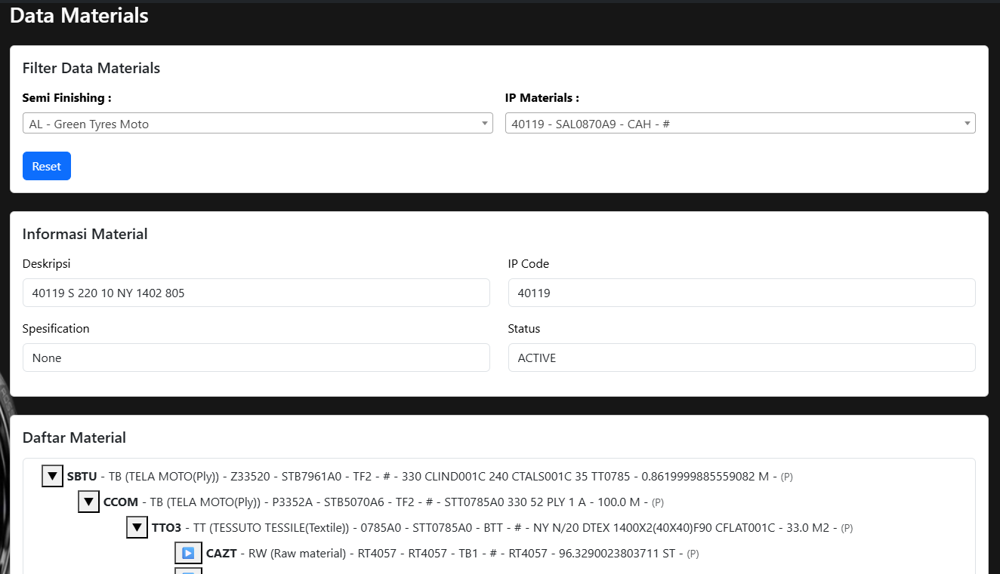 Data Materials
Filter Data Materials
Semi Finishing :
IP Materials :
AL - Green Tyres Moto
40119 - SAL0870A9 - CAH - #
Reset
Informasi Material
Deskripsi
IP Code
40119 S 220 10 NY 1402 805
40119
Spesification
Status
None
ACTIVE
Daftar Material
SBTU - TB (TELA MOTO(Ply)) - Z33520 - STB7961A0 - TF2 - # - 330 CLIND001C 240 CTALS001C 35 TT0785 - 0.8619999885559082 M - (P)
CCOM - TB (TELA MOTO(Ply)) - P3352A - STB5070A6 - TF2 - # - STT0785A0 330 52 PLY 1 A - 100.0 M - (P)
TTO3 - TT (TESSUTO TESSILE(Textile)) - 0785A0 - STT0785A0 - BTT - # - NY N/20 DTEX 1400X2(40X40)F90 CFLAT001C - 33.0 M2 - (P)
CAZT - RW (Raw material) - RT4057 - RT4057 - TB1 - # - RT4057 - 96.3290023803711 ST - (P)